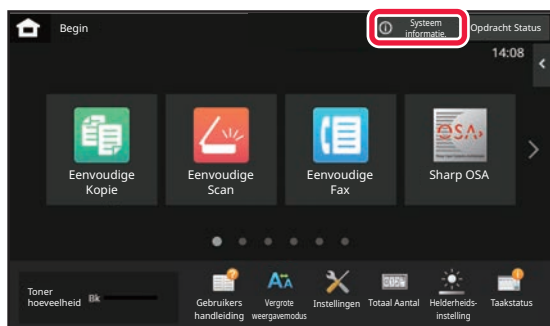 Begin
Systeem
informatie.
Opdracht Status
14:08
Eenvoudige
Kopie
Eenvoudige
Scan
Eenvoudige
Fax
OSA
Sharp OSA
Toner
hoeveelheid
Bk
Gebruikers
handleiding
Vergrote
weergavemodus
Instellingen
Totaal Aantal
Helderheids-
instelling
Taakstatus